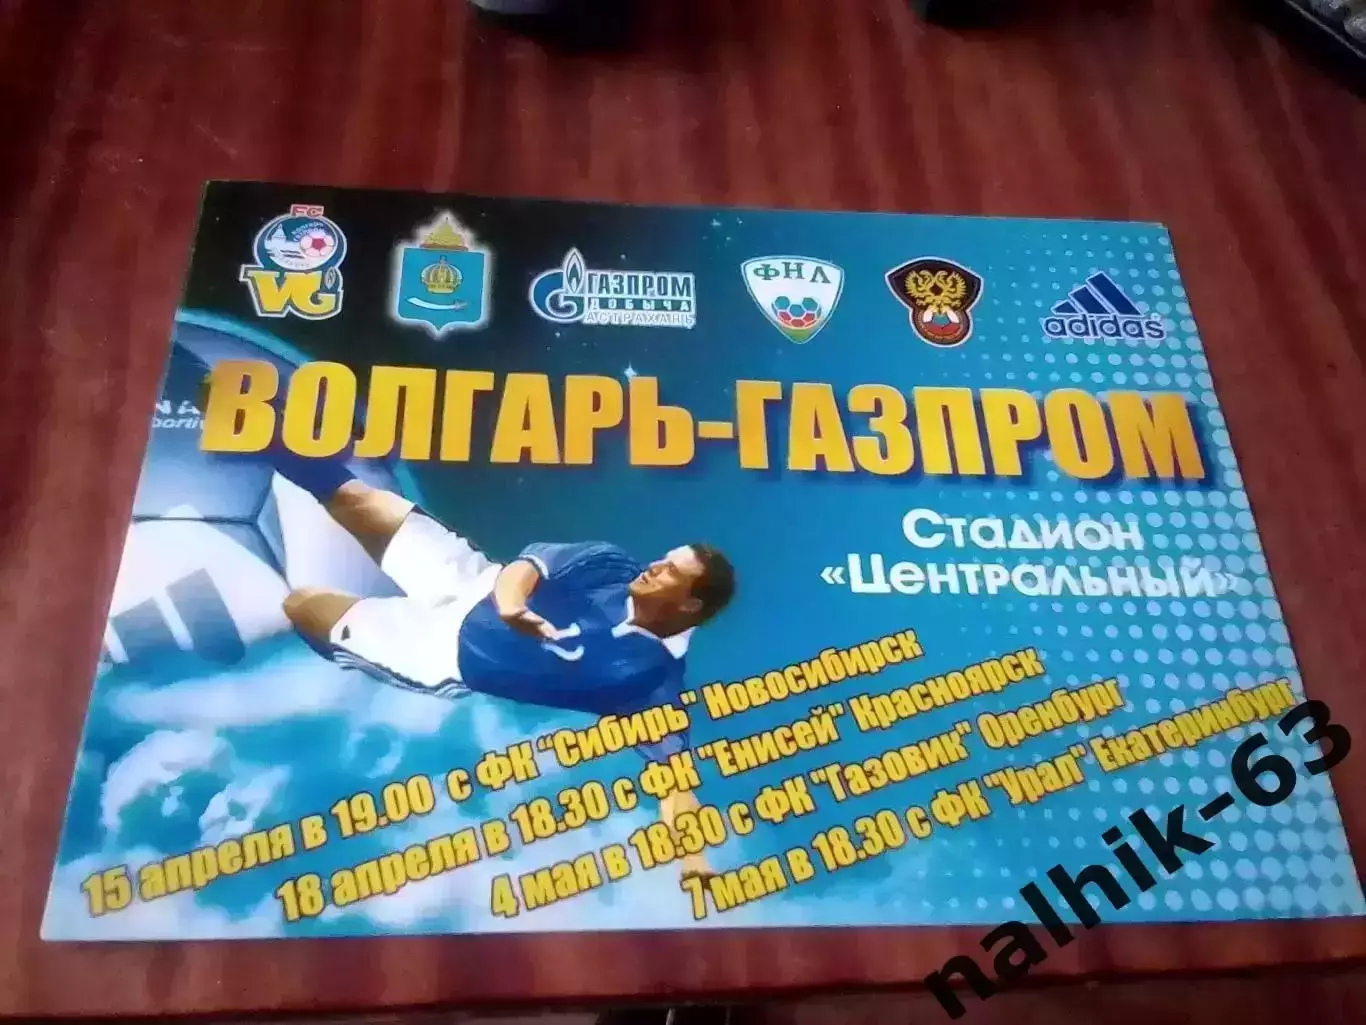 FC
VG
ГАЗПРОМ
ДОБЫЧА
АСТРАХАНЬ
ФНЛ
adidas
ВОЛГАРЬ-ГАЗПРОМ
Стадион
«Центральный»
15 апреля в 19.00 с ФК "Сибирь" Новосибирск
18 апреля в 18.30 с ФК "Енисей" Красноярск
4 мая в 18.30 с ФК "Газовик" Оренбург
7 мая в 18.30 с ФК "Урал" Екатеринбург
nalhik-63